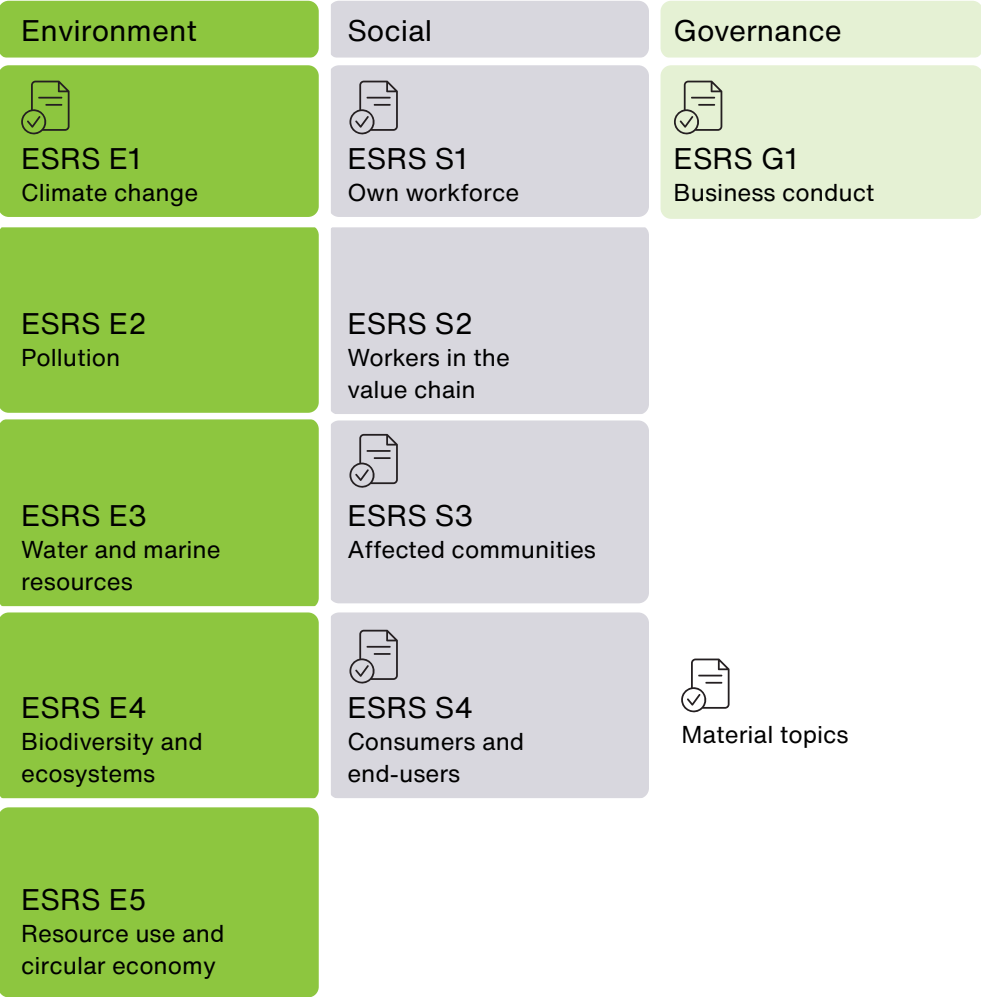 Environment
Social
Governance
ESRS E1
Climate change
ESRS S1
Own workforce
ESRS G1
Business conduct
ESRS E2
Pollution
ESRS S2
Workers in the
value chain
ESRS E3
Water and marine
resources
ESRS S3
Affected communities
ESRS E4
Biodiversity and
ecosystems
ESRS S4
Consumers and
end-users
Material topics
ESRS E5
Resource use and
circular economy